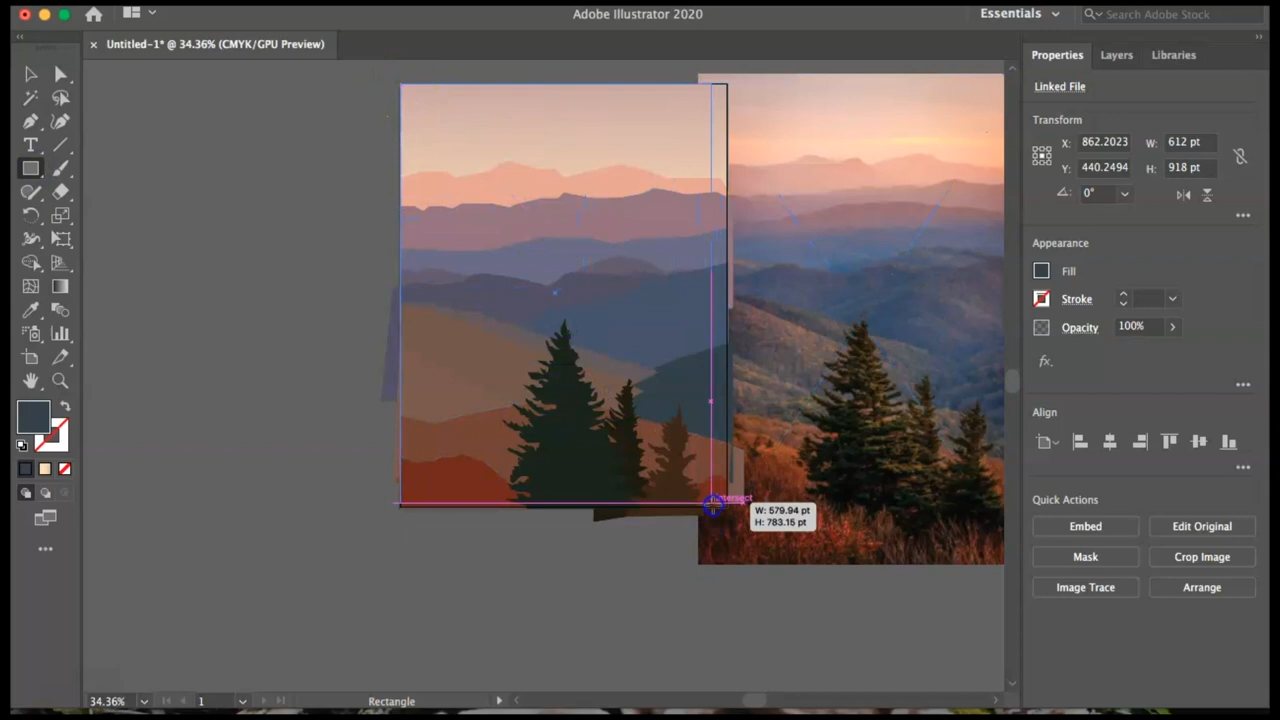 Adobe Illustrator 2020
Essentials
Search Adobe Stock
Untitled-1* @ 34.36% (CMYK/GPU Preview)
Properties
Layers
Libraries
Linked File
Transform
X: 862.2023
W: 612 pt
Y: 440.2494
H: 918 pt
0°
Appearance
Fill
Stroke
Opacity
100%
fx.
Align
Quick Actions
Embed
Edit Original
Mask
Crop Image
Image Trace
Arrange
intersect
W: 579.94 pt
H: 783.15 pt
34.36%
1
Rectangle